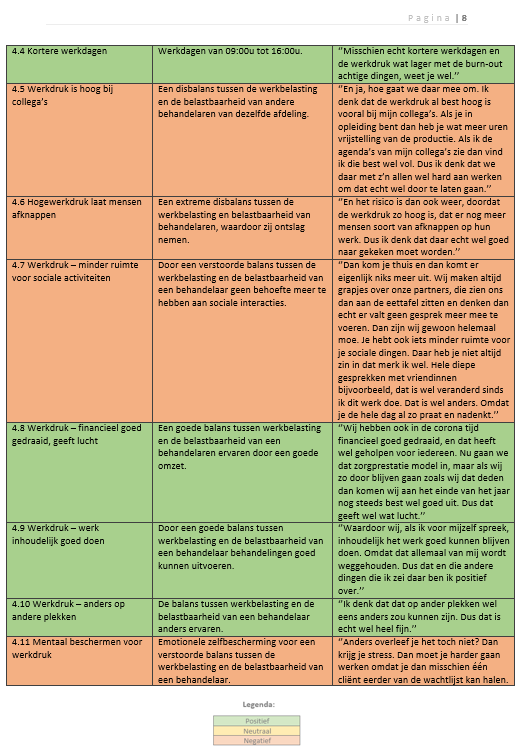 Pagina | 8
4.4 Kortere werkdagen
Werkdagen van 09:00u tot 16:00u.
‘‘Misschien echt kortere werkdagen en
de werkdruk wat lager met de burn-out
achtige dingen, weet je wel.’’
4.5 Werkdruk is hoog bij
collega’s
Een disbalans tussen de werkbelasting
en de belastbaarheid van andere
behandelaren van dezelfde afdeling.
‘‘En ja, hoe gaat we daar mee om. Ik
denk dat de werkdruk al best hoog is
vooral bij mijn collega’s. Als je in
opleiding bent dan heb je wat meer uren
vrijstelling van de productie. Als ik de
agenda’s van mijn collega’s zie dan vind
ik die best wel vol. Dus ik denk dat we
daar met z’n allen wel hard aan werken
om dat echt wel door te laten gaan.’’
4.6 Hogewerkdruk laat mensen
afknappen
Een extreme disbalans tussen de
werkbelasting en belastbaarheid van
behandelaren, waardoor zij ontslag
nemen.
‘‘En het risico is dan ook weer, doordat
de werkdruk zo hoog is, dat er nog meer
mensen soort van afknappen op hun
werk. Dus ik denk dat daar echt wel goed
naar gekeken moet worden.’’
4.7 Werkdruk – minder ruimte
voor sociale activiteiten
Door een verstoorde balans tussen de
werkbelasting en de belastbaarheid van
een behandelaar geen behoefte meer te
hebben aan sociale interacties.
‘‘Dan kom je thuis en dan komt er
eigenlijk niks meer uit. Wij maken altijd
grapjes over onze partners, die zien ons
dan aan de eettafel zitten en denken dan
echt er valt geen gesprek meer mee te
voeren. Dan zijn wij gewoon helemaal
moe. Je hebt ook iets minder ruimte voor
je sociale dingen. Daar heb je niet altijd
zin in dat merk ik wel. Hele diepe
gesprekken met vriendinnen
bijvoorbeeld, dat is wel veranderd sinds
ik dit werk doe. Dat is wel anders. Omdat
je de hele dag al zo praat en nadenkt.’’
4.8 Werkdruk – financieel goed
gedraaid, geeft lucht
Een goede balans tussen werkbelasting
en de belastbaarheid van een
behandelaren ervaren door een goede
omzet.
‘‘Wij hebben ook in de corona tijd
financieel goed gedraaid, en dat heeft
wel geholpen voor iedereen. Nu gaan we
dat zorgprestatie model in, maar als wij
zo door blijven gaan zoals wij dat deden
dan komen wij aan het einde van het jaar
nog steeds best wel goed uit. Dus dat
geeft wel wat lucht.’’
4.9 Werkdruk – werk
inhoudelijk goed doen
Door een goede balans tussen
werkbelasting en de belastbaarheid van
een behandelaar behandelingen goed
kunnen uitvoeren.
‘‘Waardoor wij, als ik voor mijzelf spreek,
inhoudelijk het werk goed kunnen blijven
doen. Omdat dat allemaal van mij wordt
weggehouden. Dus dat en die andere
dingen die ik zei daar ben ik positief
over.’’
4.10 Werkdruk – anders op
andere plekken
De balans tussen werkbelasting en de
belastbaarheid van een behandelaar
anders ervaren.
‘‘Ik denk dat dat op ander plekken wel
eens anders zou kunnen zijn. Dus dat is
echt wel heel fijn.’’
4.11 Mentaal beschermen voor
werkdruk
Emotionele zelfbescherming voor een
verstoorde balans tussen de
werkbelasting en de belastbaarheid van
een behandelaar.
‘‘Anders overleef je het toch niet? Dan
krijg je stress. Dan moet je harder gaan
werken omdat je dan misschien één
cliënt eerder van de wachtlijst kan halen.
Legenda:
Positief
Neutraal
Negatief